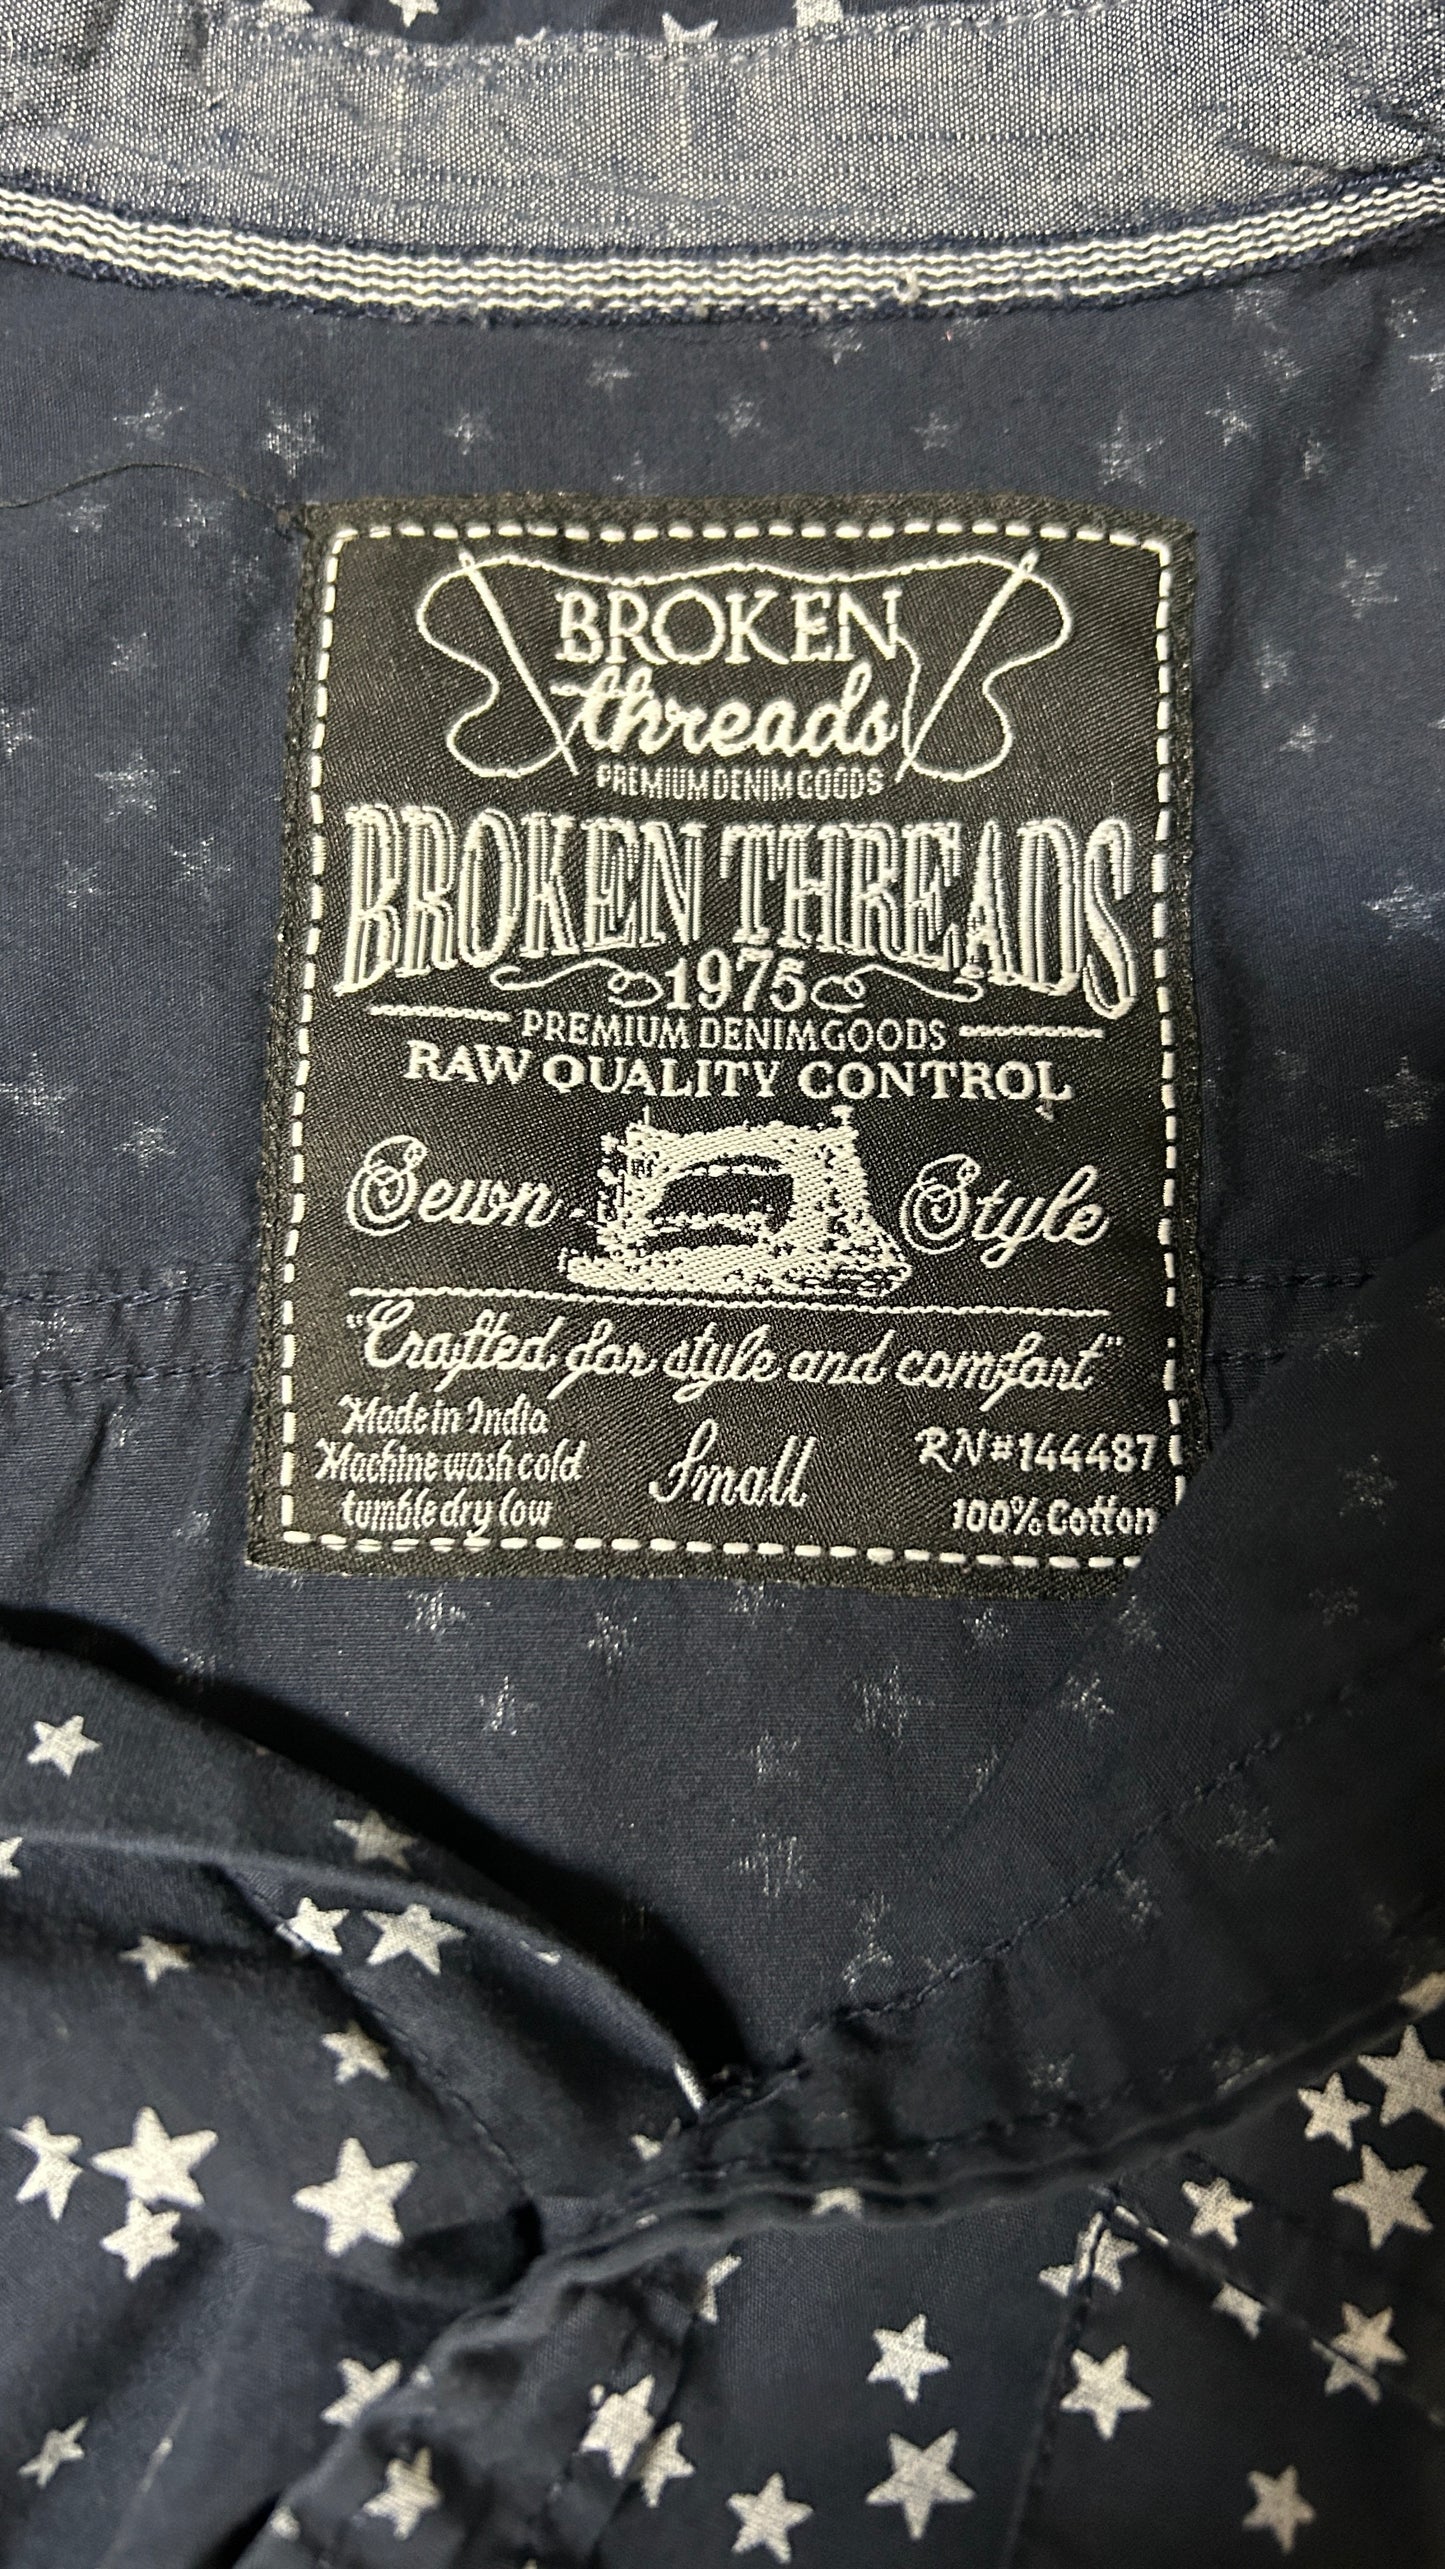 BROKEN
threads
PREMIUM DENIM GOODS
BROKEN THREADS
1975
PREMIUM DENIM GOODS
RAW QUALITY CONTROL
Sewn Style
"Crafted for style and comfort"
Made in India
Machine wash cold
tumble dry low
Small
RN#144487
100% Cotton